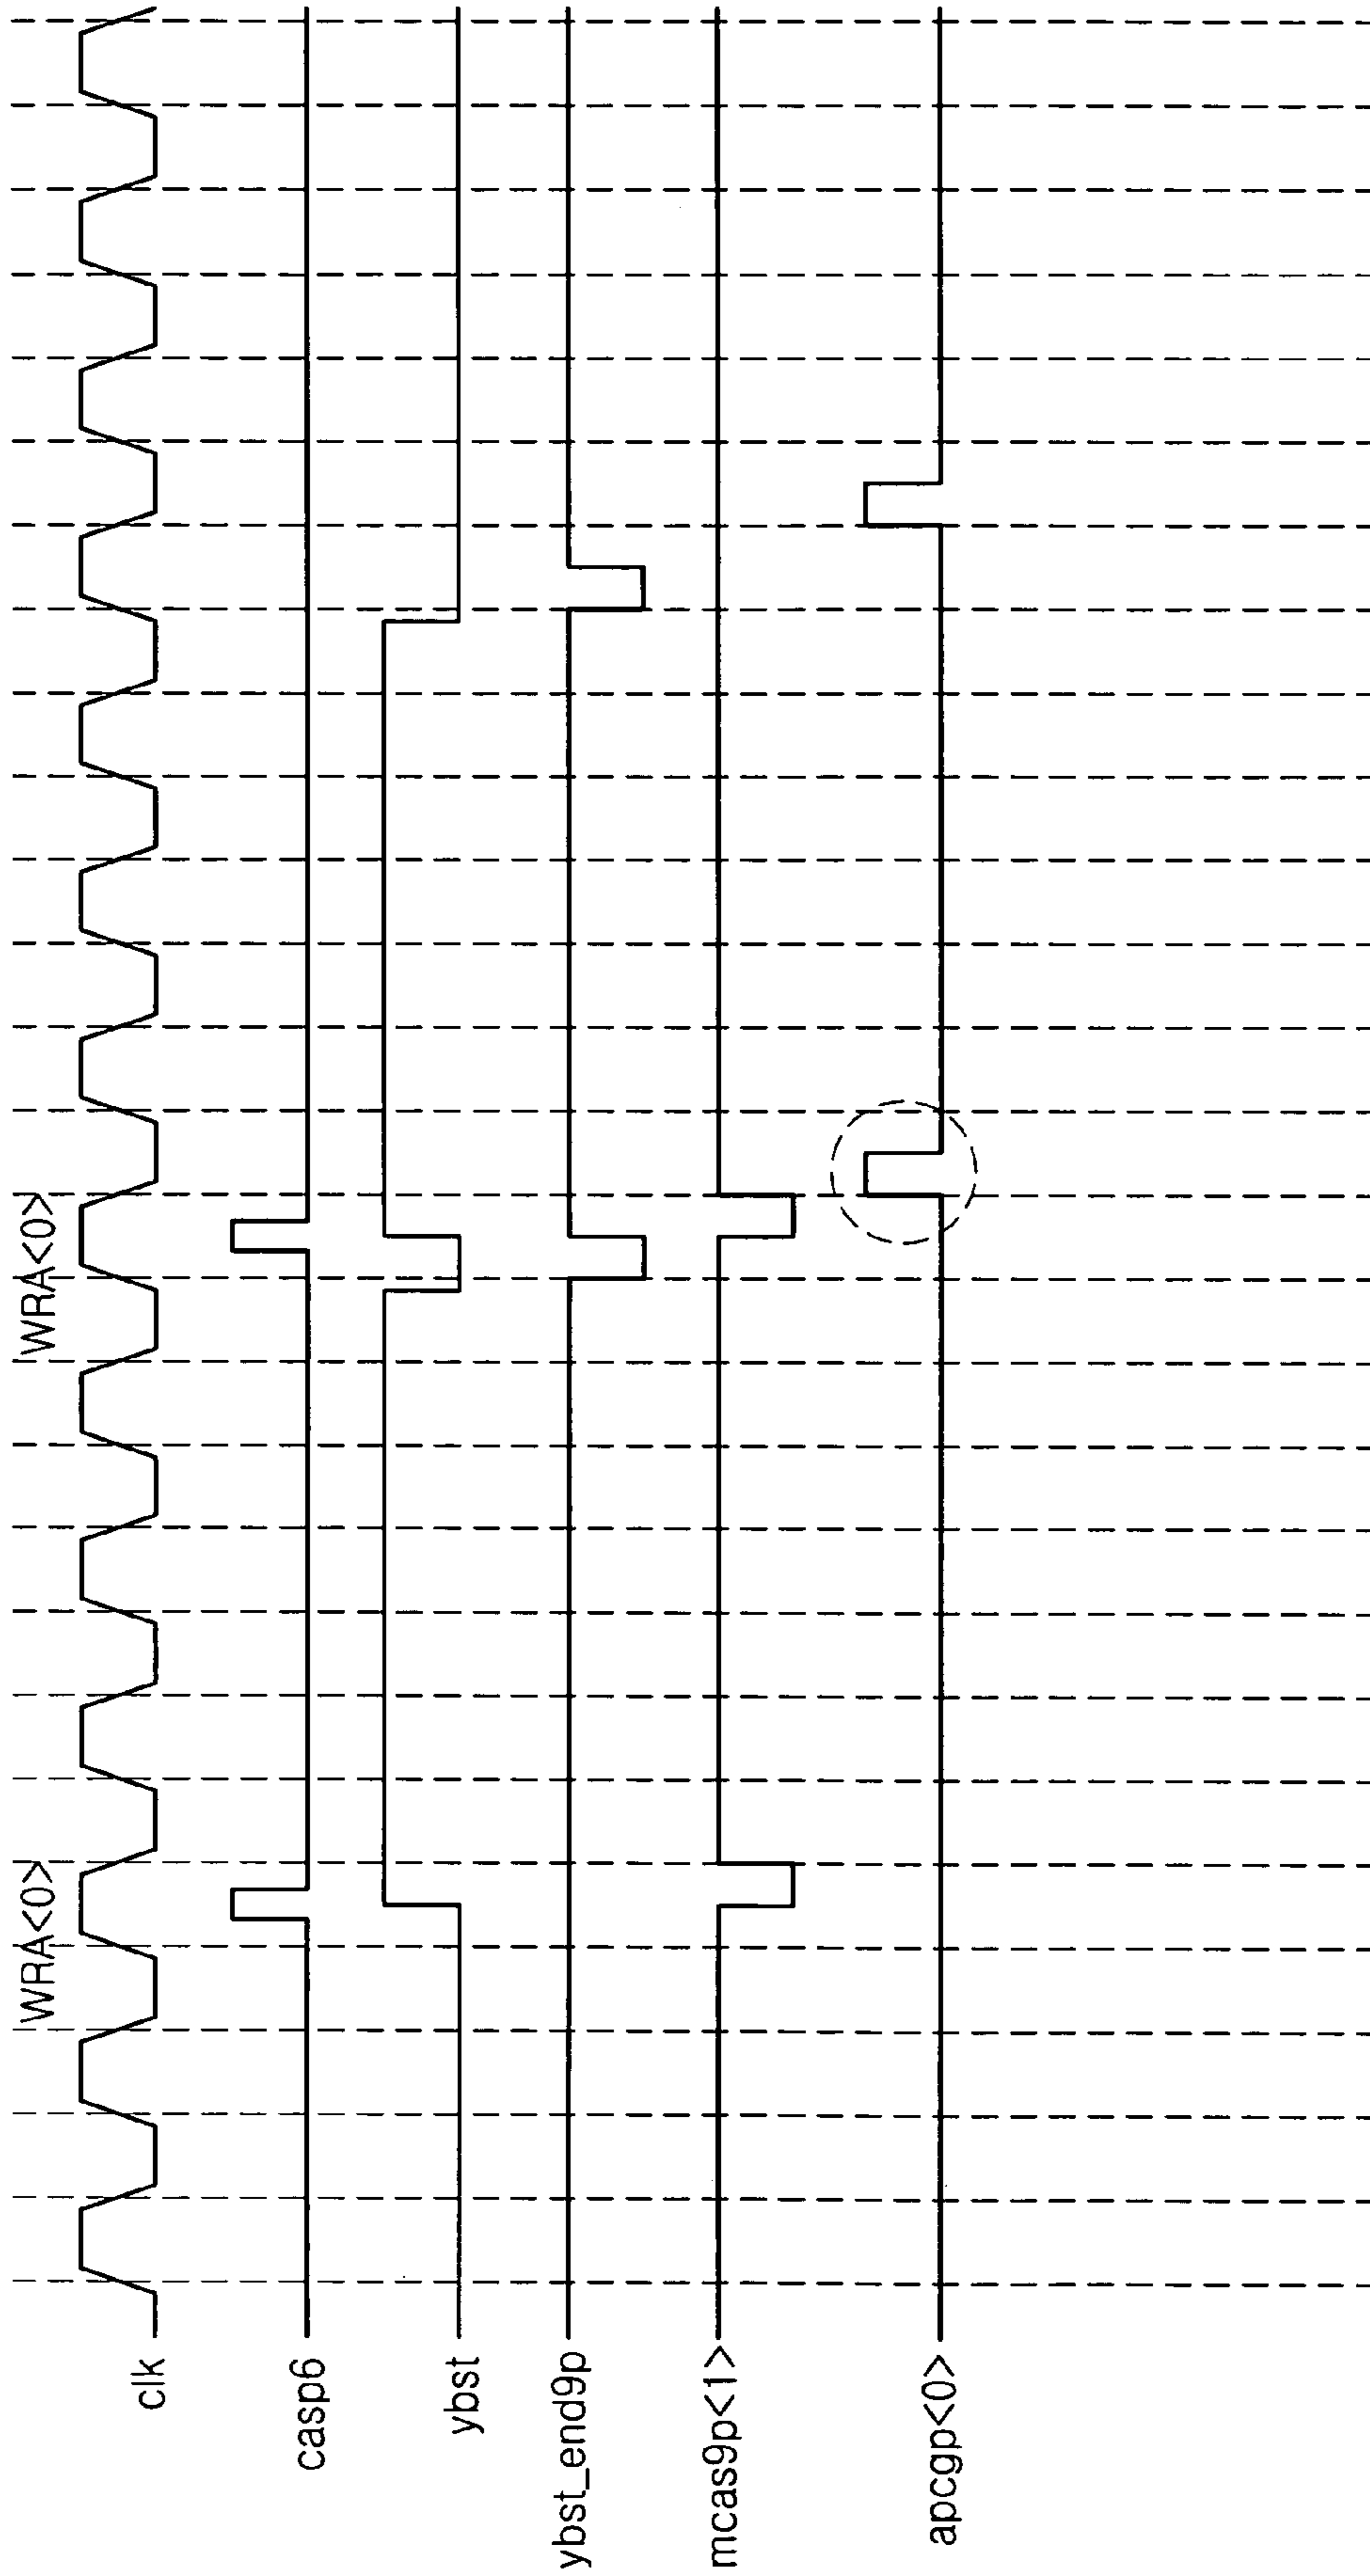 WRA<0>
WRA<0>
clk
casp6
ybst
ybst_end9p
mcas9p<1>
apcgp<0>